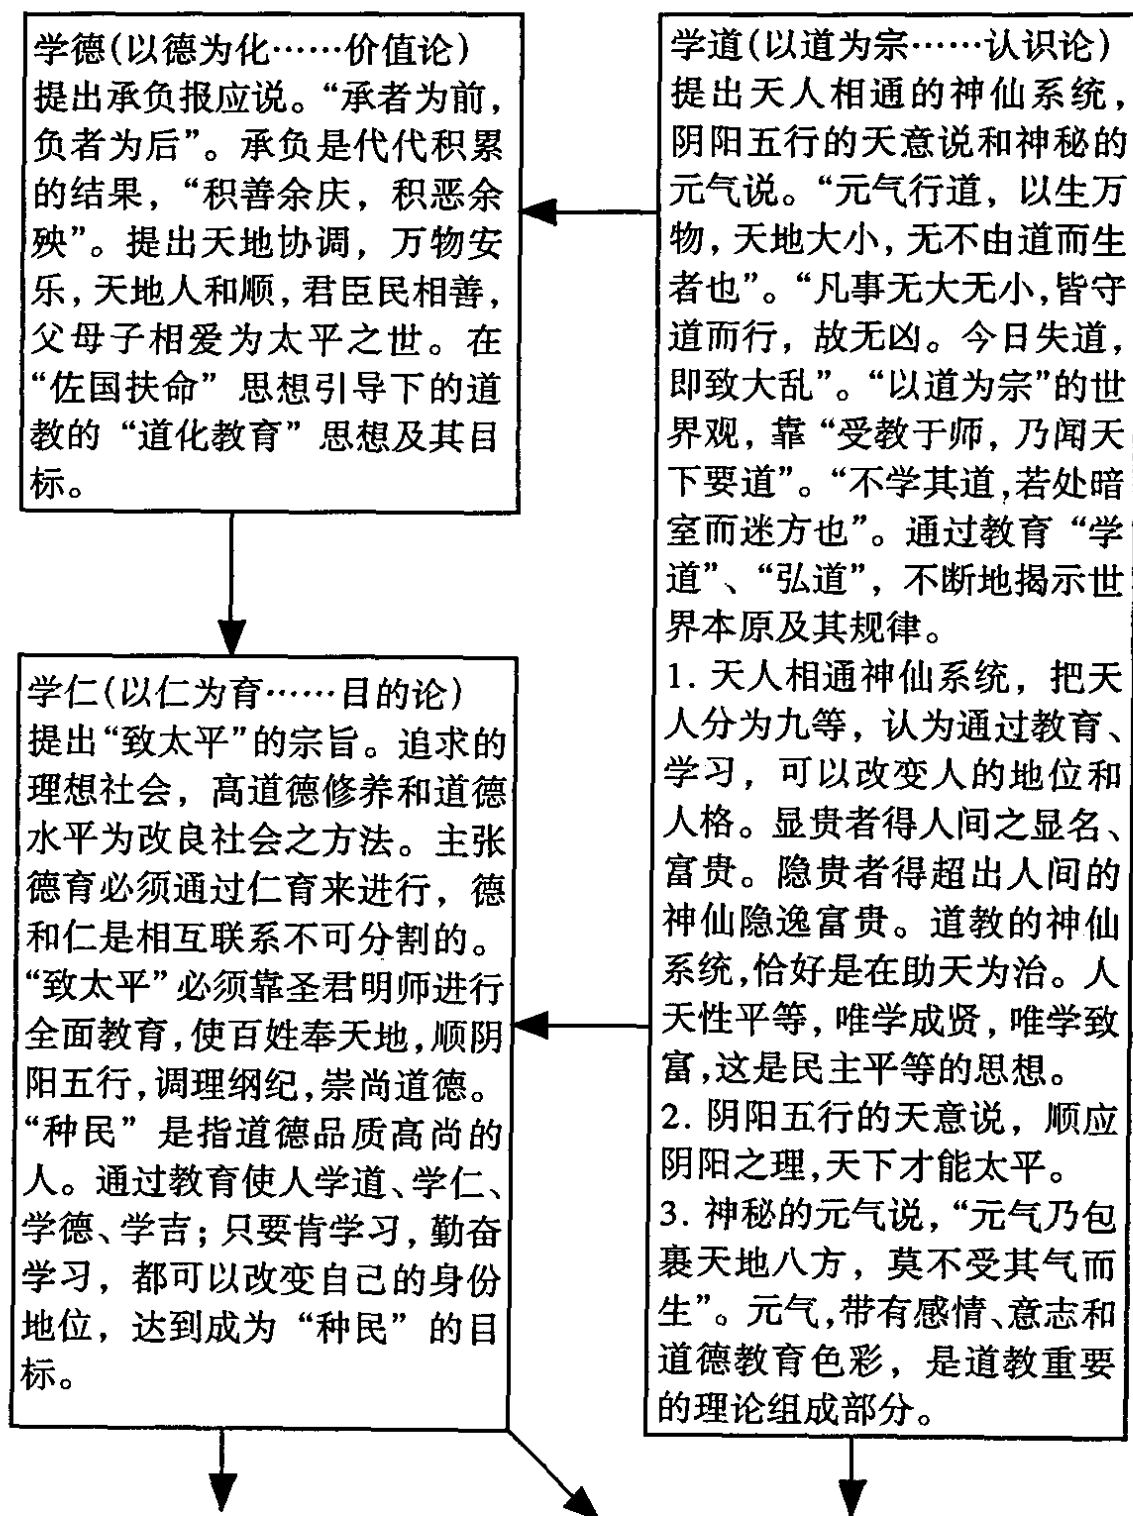 学德(以德为化……价值论)
提出承负报应说。“承者为前,
负者为后”。承负是代代积累
的结果，“积善余庆，积恶余
殃”。提出天地协调，万物安
乐,天地人和顺,君臣民相善,
父母子相爱为太平之世。在
“佐国扶命”思想引导下的道
教的“道化教育”思想及其目
标。
学仁(以仁为育……目的论)
提出“致太平”的宗旨。追求的
理想社会，高道德修养和道德
水平为改良社会之方法。主张
德育必须通过仁育来进行，德
和仁是相互联系不可分割的。
“致太平”必须靠圣君明师进行
全面教育,使百姓奉天地,顺阴
阳五行,调理纲纪,崇尚道德。
“种民”是指道德品质高尚的
人。通过教育使人学道、学仁、
学德、学吉；只要肯学习，勤奋
学习，都可以改变自己的身份
地位，达到成为“种民”的目
标。
学道(以道为宗……认识论)
提出天人相通的神仙系统，
阴阳五行的天意说和神秘的
元气说。“元气行道，以生万
物，天地大小，无不由道而生
者也”。“凡事无大无小,皆守
道而行，故无凶。今日失道，
即致大乱”。“以道为宗”的世
界观，靠“受教于师，乃闻天
下要道”。“不学其道,若处暗
室而迷方也”。通过教育“学
道”、“弘道”，不断地揭示世
界本原及其规律。
1. 天人相通神仙系统，把天
人分为九等，认为通过教育、
学习，可以改变人的地位和
人格。显贵者得人间之显名、
富贵。隐贵者得超出人间的
神仙隐逸富贵。道教的神仙
系统,恰好是在助天为治。人
天性平等，唯学成贤，唯学致
富,这是民主平等的思想。
2. 阴阳五行的天意说，顺应
阴阳之理,天下才能太平。
3. 神秘的元气说，“元气乃包
裹天地八方，莫不受其气而
生”。元气,带有感情、意志和
道德教育色彩，是道教重要
的理论组成部分。